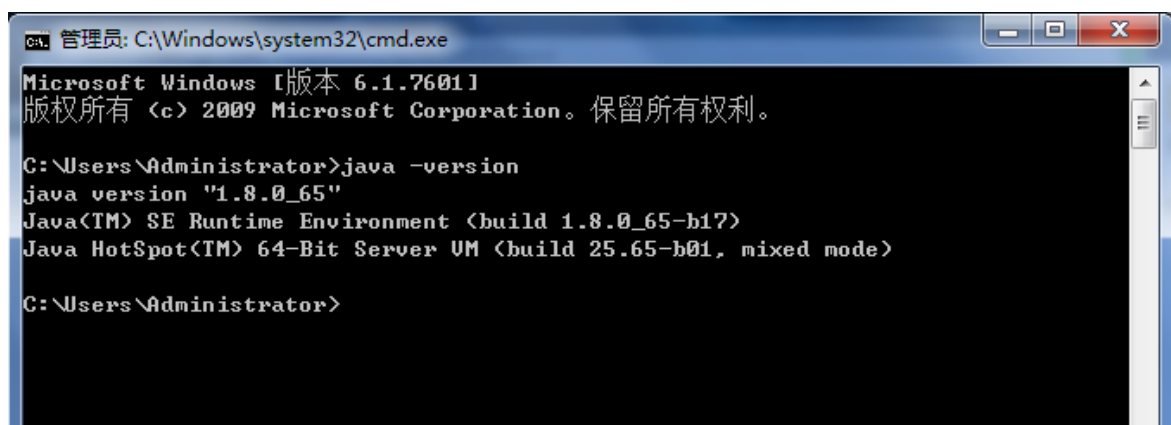 管理员: C:\Windows\system32\cmd.exe
Microsoft Windows [版本 6.1.7601]
版权所有 (c) 2009 Microsoft Corporation。保留所有权利。
C:\Users\Administrator>java -version
java version "1.8.0_65"
Java(TM) SE Runtime Environment (build 1.8.0_65-b17)
Java HotSpot(TM) 64-Bit Server VM (build 25.65-b01, mixed mode)
C:\Users\Administrator>